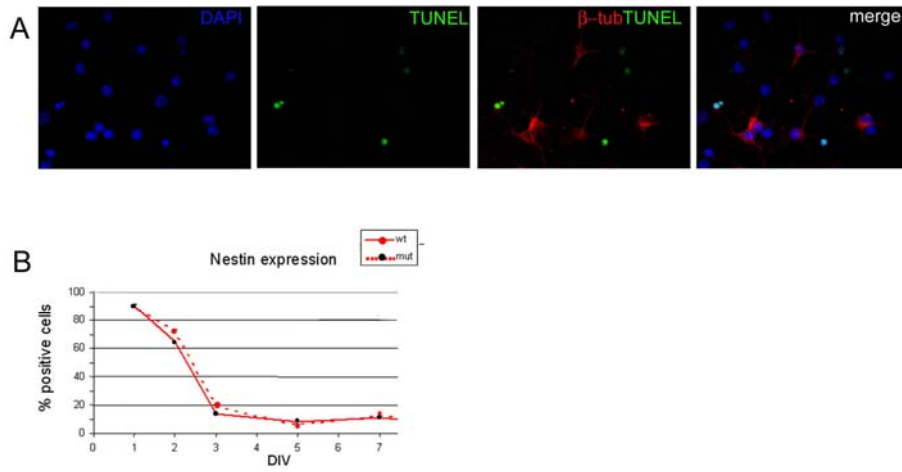 A
DAPI
TUNEL
β-tubTUNEL
merge
B
Nestin expression
wt
mut
% positive cells
100
80
60
40
20
0
0 1 2 3 4 5 6 7
DIV